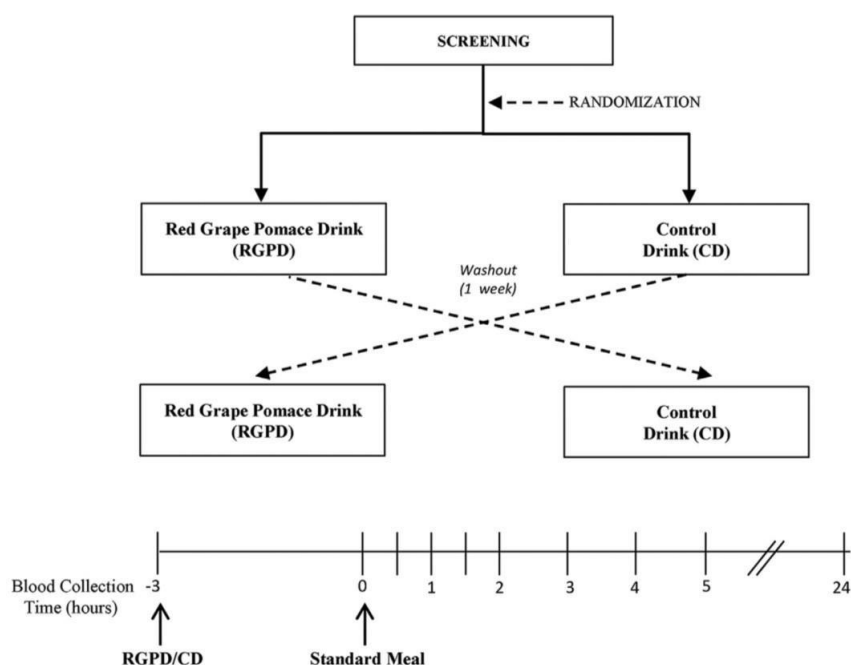 SCREENING
RANDOMIZATION
Red Grape Pomace Drink
(RGPD)
Control
Drink (CD)
Washout
(1 week)
Red Grape Pomace Drink
(RGPD)
Control
Drink (CD)
Blood Collection
Time (hours)
-3 0 1 2 3 4 5 24
RGPD/CD Standard Meal